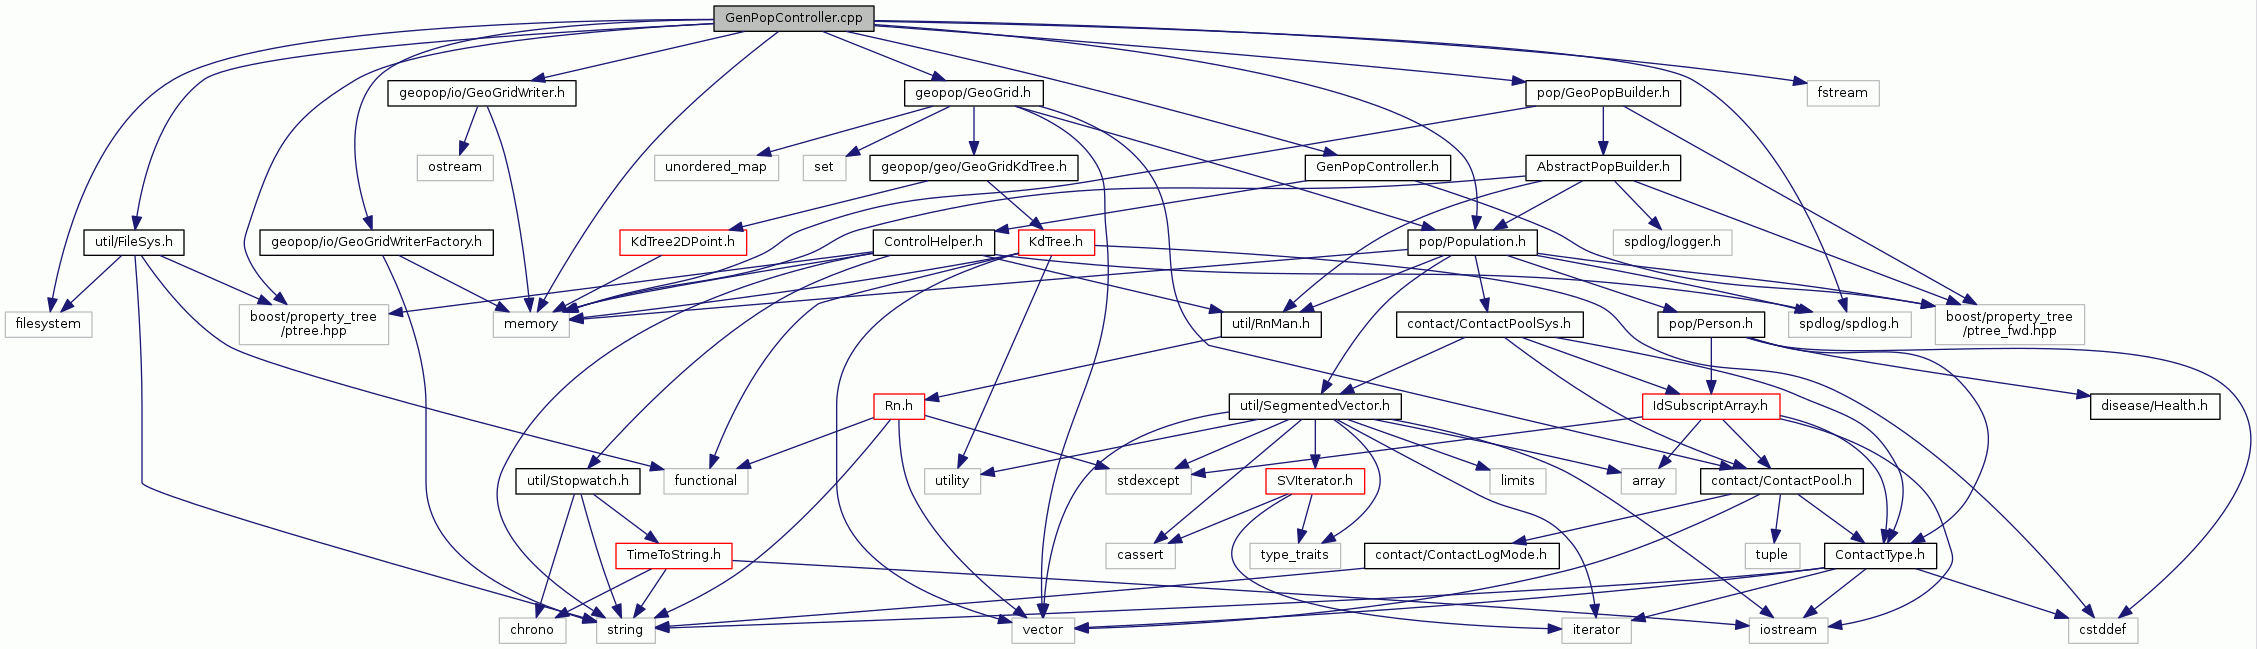 GenPopController.cpp
geopop/io/GeoGridWriter.h
geopop/GeoGrid.h
pop/GeoPopBuilder.h
fstream
ostream
unordered_map
set
geopop/geo/GeoGridKdTree.h
GenPopController.h
AbstractPopBuilder.h
util/FileSys.h
geopop/io/GeoGridWriterFactory.h
KdTree2DPoint.h
ControlHelper.h
KdTree.h
pop/Population.h
spdlog/logger.h
filesystem
boost/property_tree
/ptree.hpp
memory
util/RnMan.h
contact/ContactPoolSys.h
pop/Person.h
spdlog/spdlog.h
boost/property_tree
/ptree_fwd.hpp
Rn.h
util/SegmentedVector.h
IdSubscriptArray.h
disease/Health.h
util/Stopwatch.h
functional
utility
stdexcept
SVIterator.h
limits
array
contact/ContactPool.h
TimeToString.h
cassert
type_traits
contact/ContactLogMode.h
tuple
ContactType.h
chrono
string
vector
iterator
iostream
cstddef